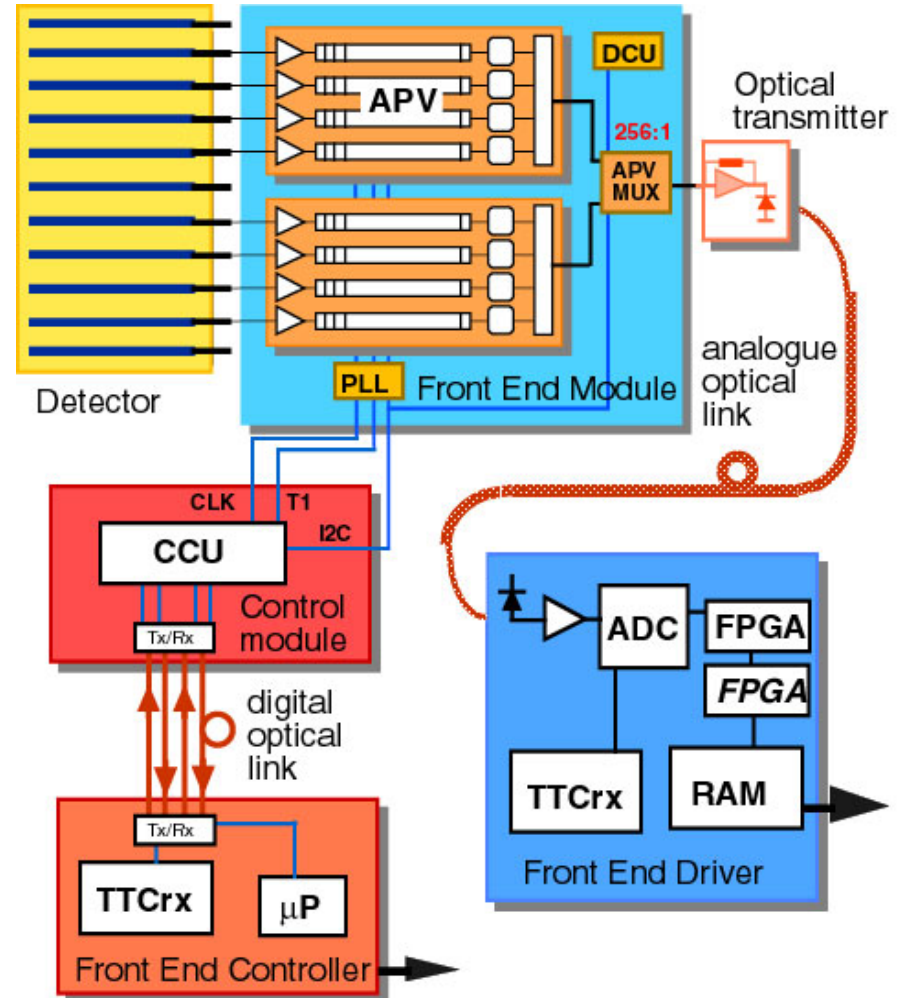 DCU
APV
Optical
transmitter
256:1
APV
MUX
PLL
Front End Module
Detector
analogue
optical
link
CLK
T1
I2C
CCU
Control
module
Tx/Rx
ADC
FPGA
FPGA
digital
optical
link
TTCrx
RAM
Front End Driver
Tx/Rx
TTCrx
μP
Front End Controller